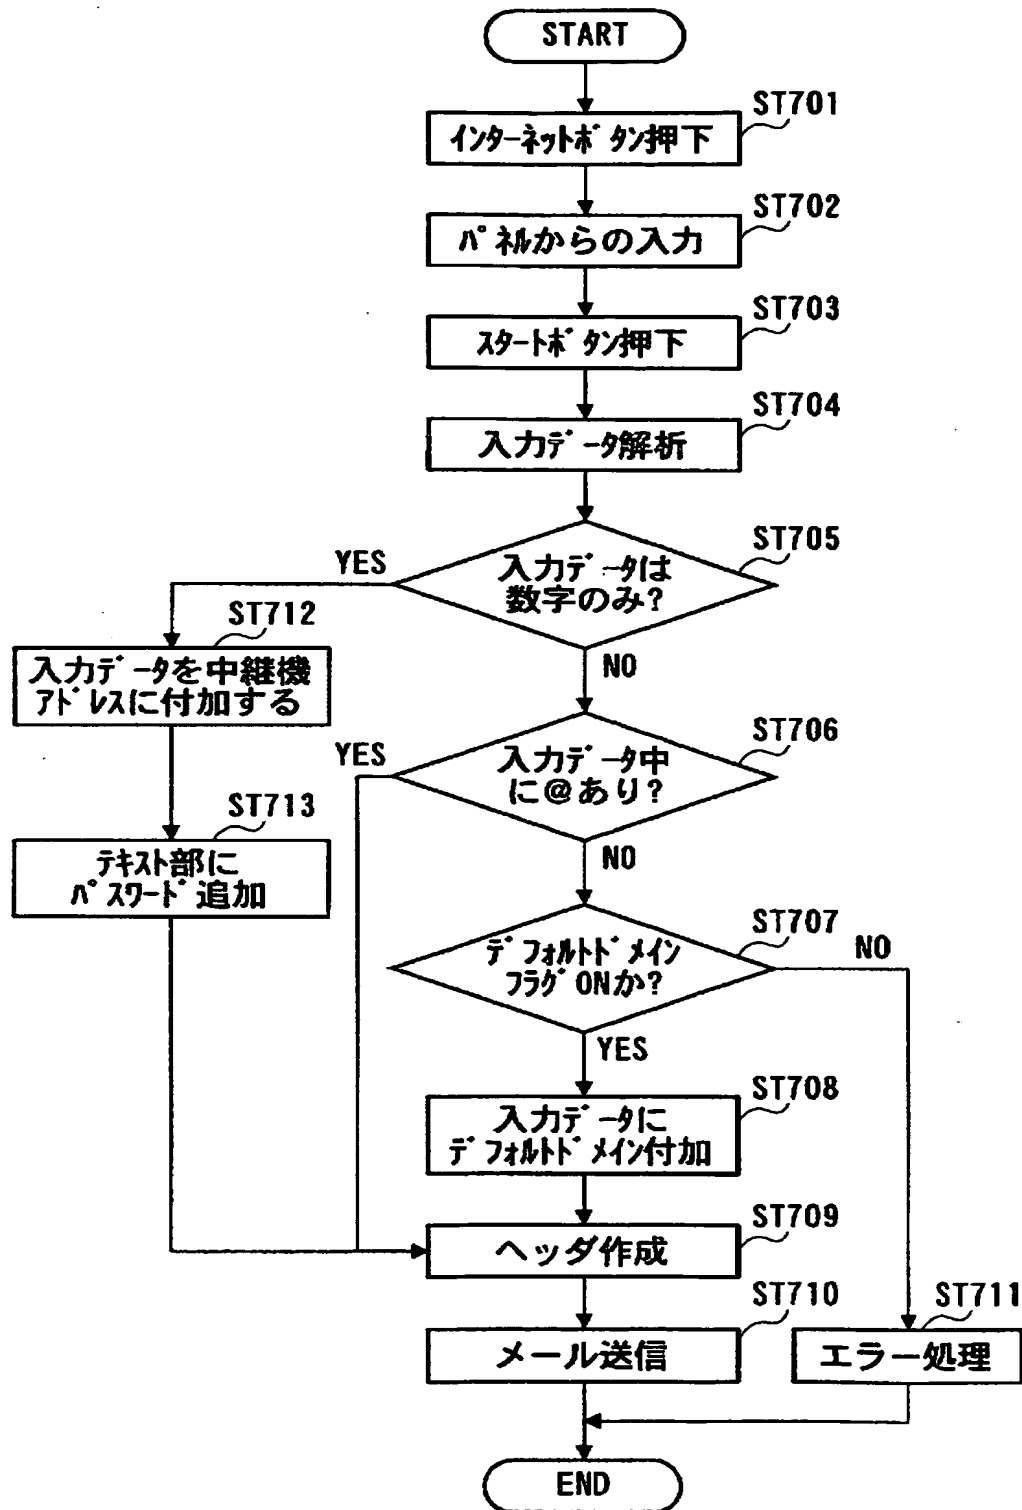 START
ST701
インターネットボタン押下
ST702
パネルからの入力
ST703
スタートボタン押下
ST704
入力データ解析
ST705
入力データは
数字のみ?
YES
NO
ST712
入力データを中継機
アドレスに付加する
ST706
入力データ中
に@あり?
YES
NO
ST713
テキスト部に
パスワード追加
ST707
デフォルトドメイン
フラグONか?
NO
YES
ST708
入力データに
デフォルトドメイン付加
ST709
ヘッダ作成
ST710
メール送信
ST711
エラー処理
END